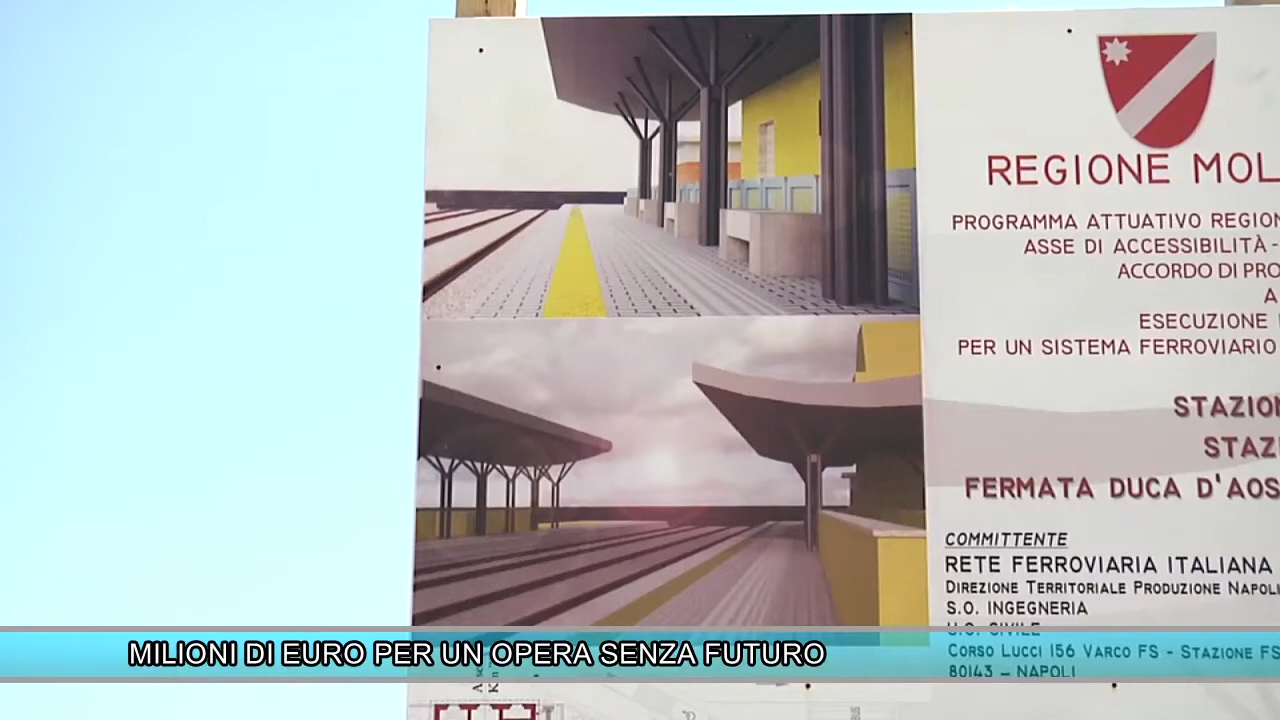 REGIONE MOL
PROGRAMMA ATTUATIVO REGION
ASSE DI ACCESSIBILITÀ -
ACCORDO DI PRO
A
ESECUZIONE
PER UN SISTEMA FERROVIARIO
STAZION
STAZI
FERMATA DUCA D'AOS
COMMITTENTE
RETE FERROVIARIA ITALIANA
DIREZIONE TERRITORIALE PRODUZIONE NAPOLI
S.O. INGEGNERIA
U.O. CIVILE
CORSO LUCCI 156 VARCO FS - STAZIONE FS
80143 - NAPOLI
MILIONI DI EURO PER UN OPERA SENZA FUTURO